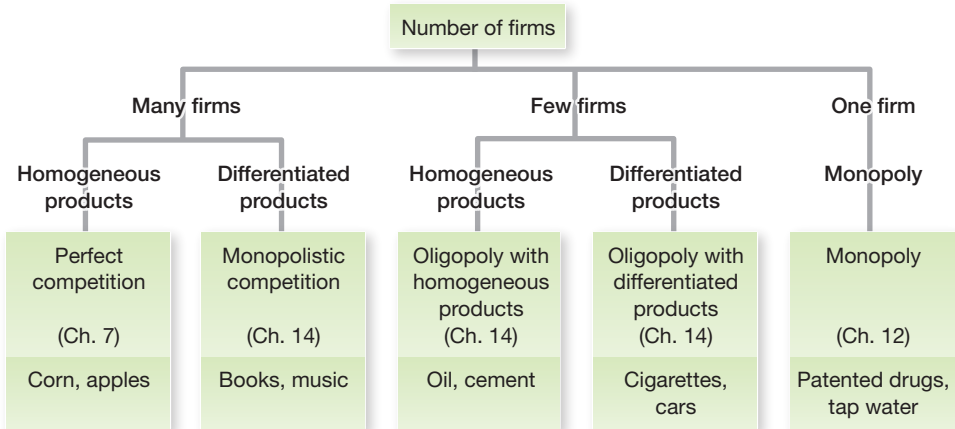 Number of firms
Many firms
Few firms
One firm
Homogeneous
products
Differentiated
products
Homogeneous
products
Differentiated
products
Monopoly
Perfect
competition
(Ch. 7)
Monopolistic
competition
(Ch. 14)
Oligopoly with
homogeneous
products
(Ch. 14)
Oligopoly with
differentiated
products
(Ch. 14)
Monopoly
(Ch. 12)
Corn, apples
Books, music
Oil, cement
Cigarettes,
cars
Patented drugs,
tap water